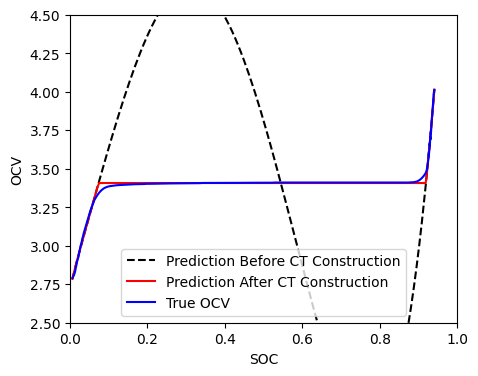 4.50
4.25
4.00
3.75
3.50
3.25
3.00
2.75
2.50
OCV
Prediction Before CT Construction
Prediction After CT Construction
True OCV
0.0 0.2 0.4 0.6 0.8 1.0
SOC